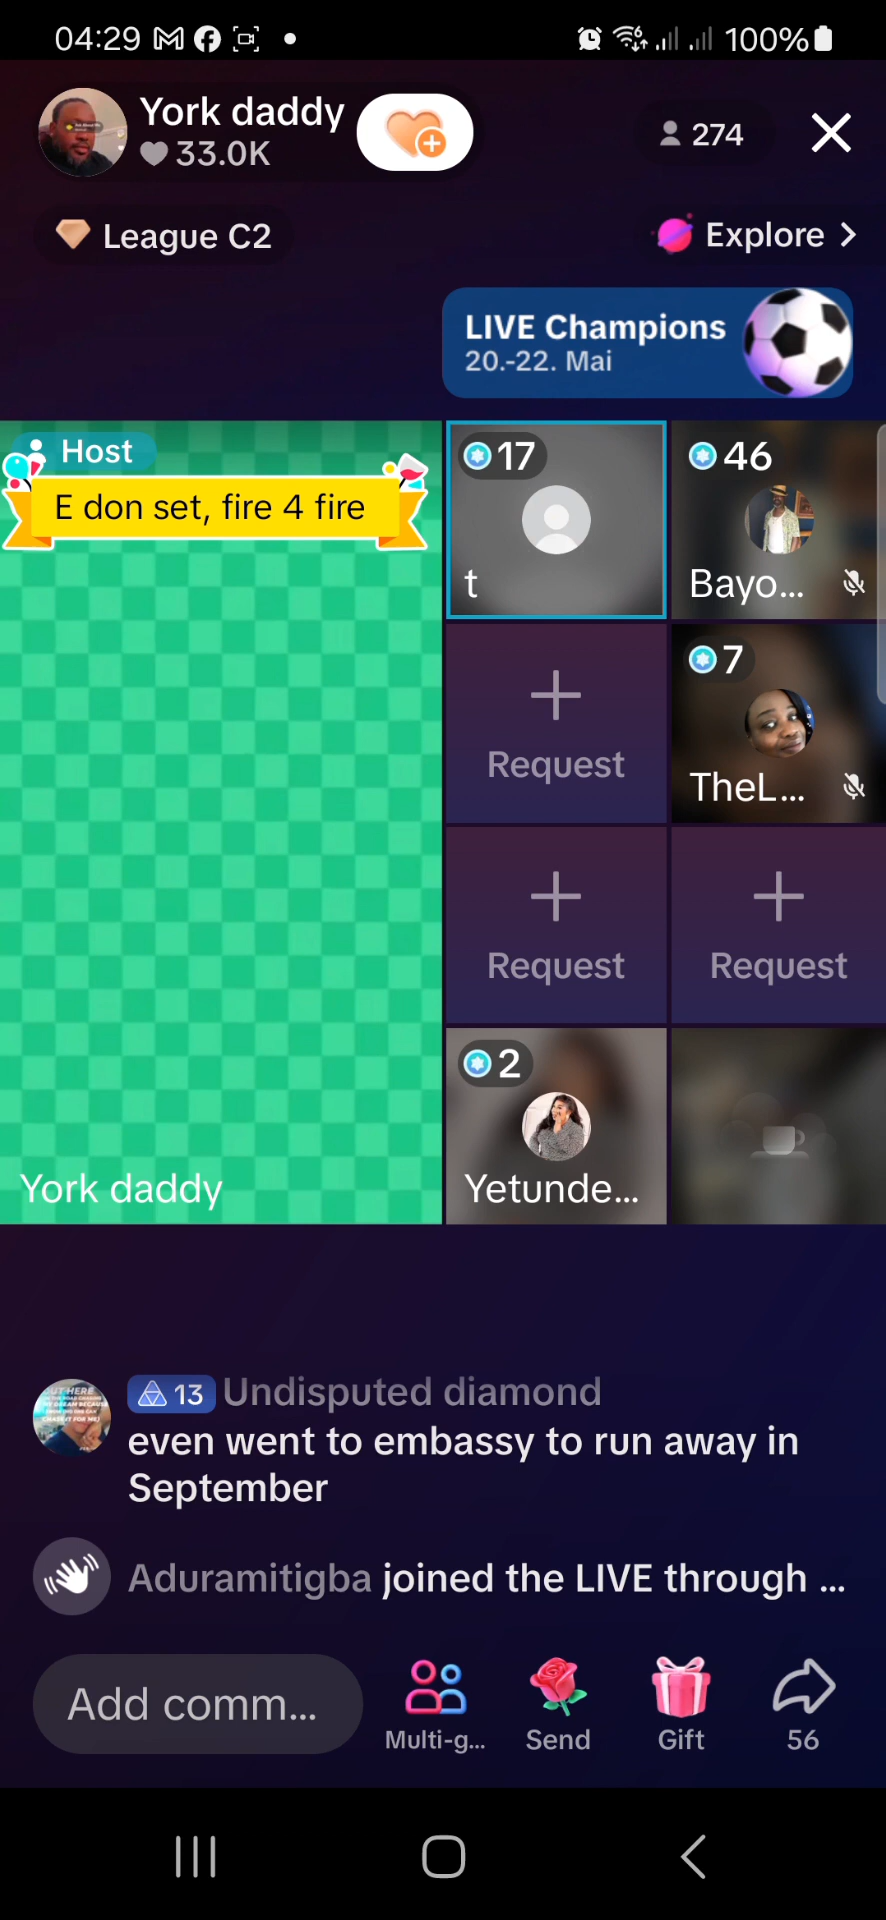 04:29
100%
York daddy
33.0K
274
League C2
Explore
LIVE Champions
20.-22. Mai
Host
E don set, fire 4 fire
17
t
46
Bayo...
Request
7
TheL...
Request
Request
York daddy
2
Yetunde...
13 Undisputed diamond
even went to embassy to run away in
September
Aduramitigba joined the LIVE through ...
Add comm...
Multi-g...
Send
Gift
56